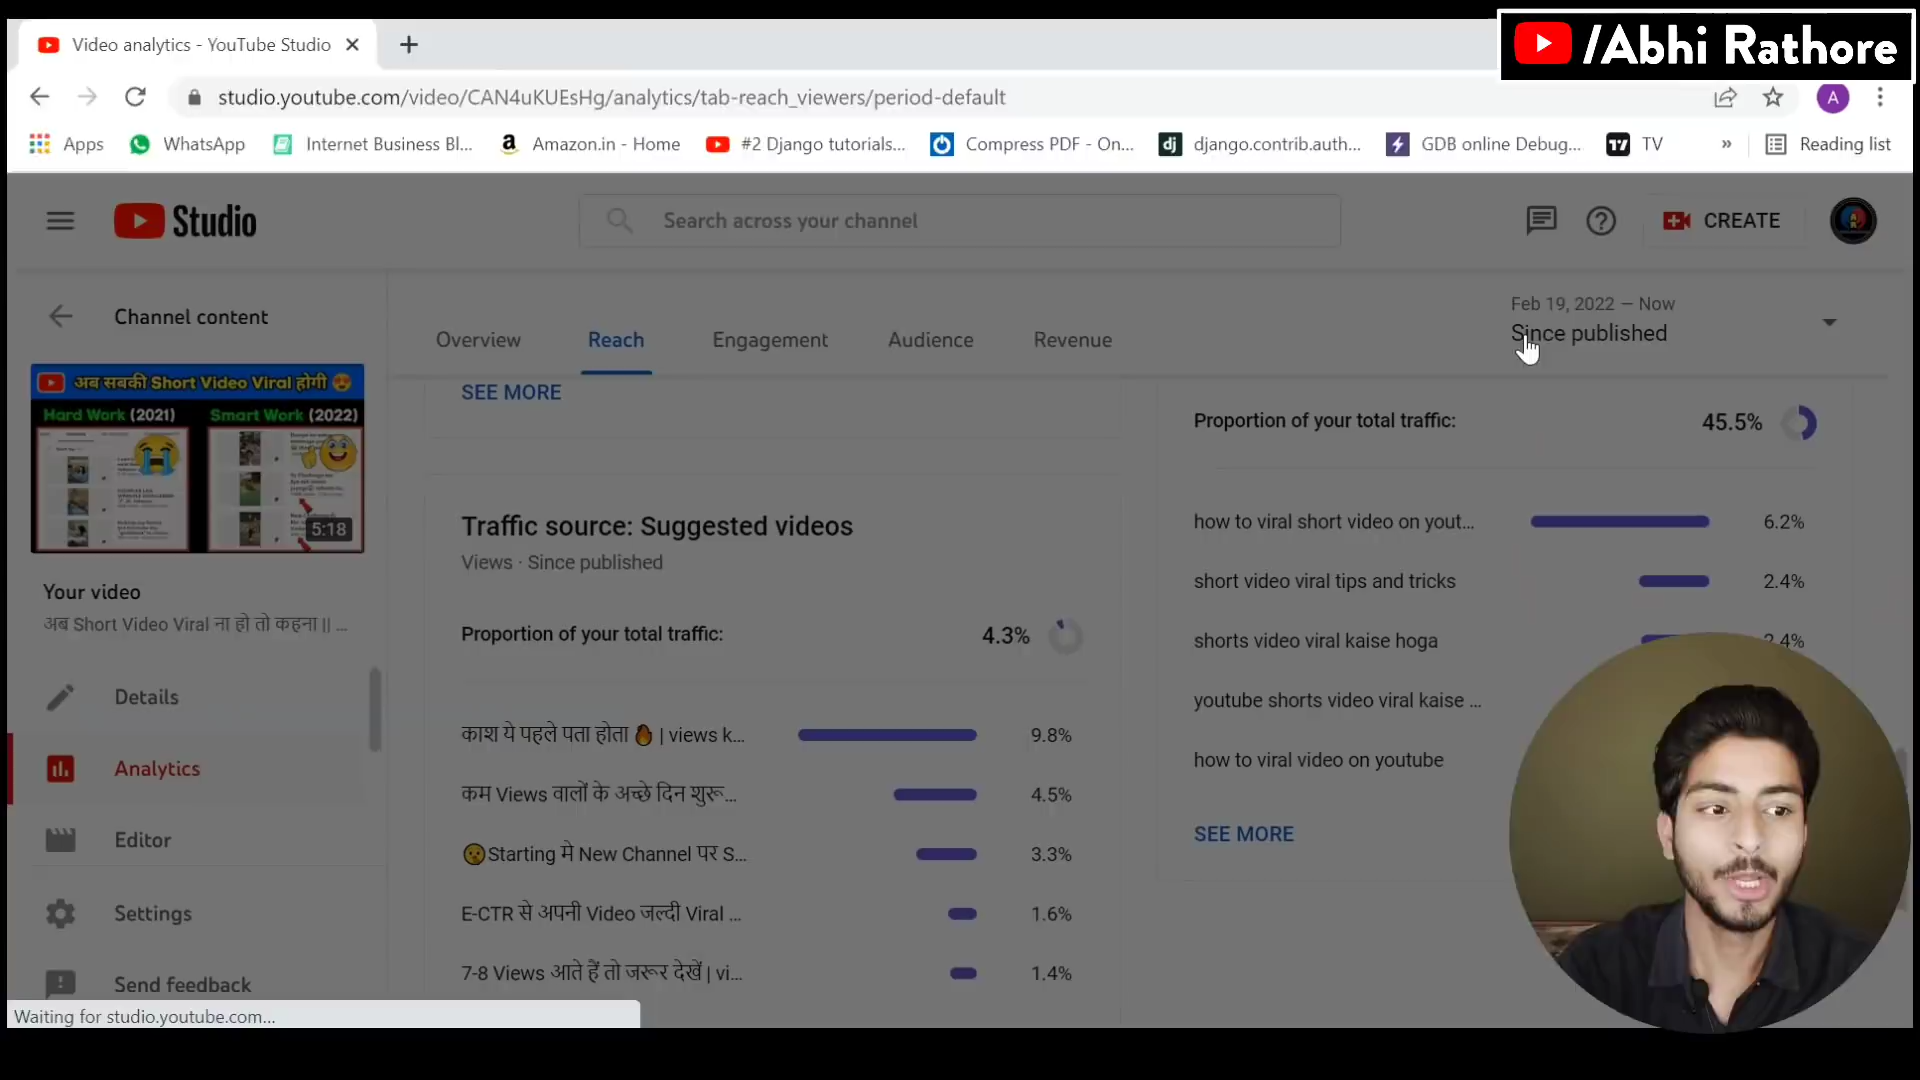 Video analytics - YouTube Studio
/Abhi Rathore
studio.youtube.com/video/CAN4uKUEsHg/analytics/tab-reach_viewers/period-default
A
Apps
WhatsApp
Internet Business Bl...
Amazon.in - Home
#2 Django tutorials...
Compress PDF - On...
dj
django.contrib.auth...
GDB online Debug...
TV
»
Reading list
Studio
Search across your channel
CREATE
Channel content
Overview
Reach
Engagement
Audience
Revenue
Feb 19, 2022 – Now
Since published
अब सबकी Short Video Viral होगी 😍
Hard Work (2021)
Smart Work (2022)
5:18
Your video
अब Short Video Viral ना हो तो कहना || ...
Details
Analytics
Editor
Settings
Send feedback
Waiting for studio.youtube.com...
SEE MORE
Traffic source: Suggested videos
Views · Since published
Proportion of your total traffic:
4.3%
काश ये पहले पता होता 🔥 | views k...
9.8%
कम Views वालों के अच्छे दिन शुरू...
4.5%
😗Starting मे New Channel पर S...
3.3%
E-CTR से अपनी Video जल्दी Viral ...
1.6%
7-8 Views आते हैं तो जरूर देखें | vi...
1.4%
Proportion of your total traffic:
45.5%
how to viral short video on yout...
6.2%
short video viral tips and tricks
2.4%
shorts video viral kaise hoga
2.4%
youtube shorts video viral kaise ...
how to viral video on youtube
SEE MORE